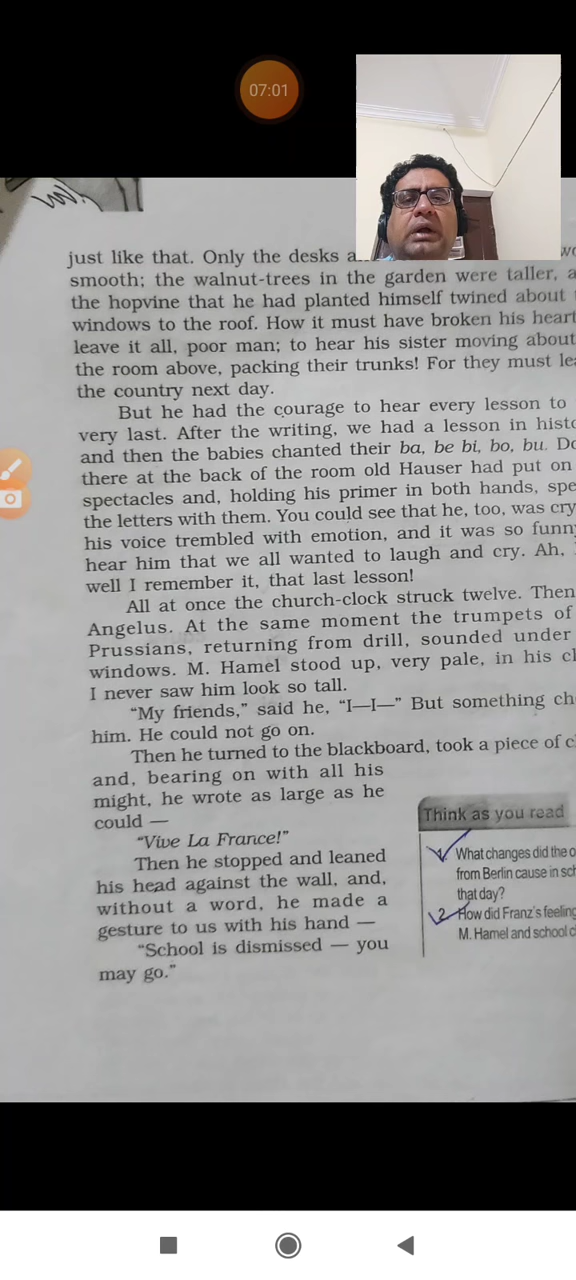 07:01
just like that. Only the desks
smooth; the walnut-trees in the garden were taller,
the hopvine that he had planted himself twined about
windows to the roof. How it must have broken his heart
leave it all, poor man; to hear his sister moving about
the room above, packing their trunks! For they must
the country next day.
But he had the courage to hear every lesson to
very last. After the writing, we had a lesson in
and then the babies chanted their ba, be bi, bo, bu.
there at the back of the room old Hauser had put on
spectacles and, holding his primer in both hands,
the letters with them. You could see that he, too, was
his voice trembled with emotion, and it was so
hear him that we all wanted to laugh and cry. Ah,
well I remember it, that last lesson!
All at once the church-clock struck twelve. Then
Angelus. At the same moment the trumpets of
Prussians, returning from drill, sounded under
windows. M. Hamel stood up, very pale, in his
I never saw him look so tall.
“My friends,” said he, “I—I—” But something
him. He could not go on.
Then he turned to the blackboard, took a piece of
and, bearing on with all his
might, he wrote as large as he
could —
“Vive La France!”
Then he stopped and leaned
his head against the wall, and,
without a word, he made a
gesture to us with his hand —
“School is dismissed — you
may go.”
Think as you read
1. What changes did the
from Berlin cause in
that day?
2. How did Franz's
M. Hamel and school